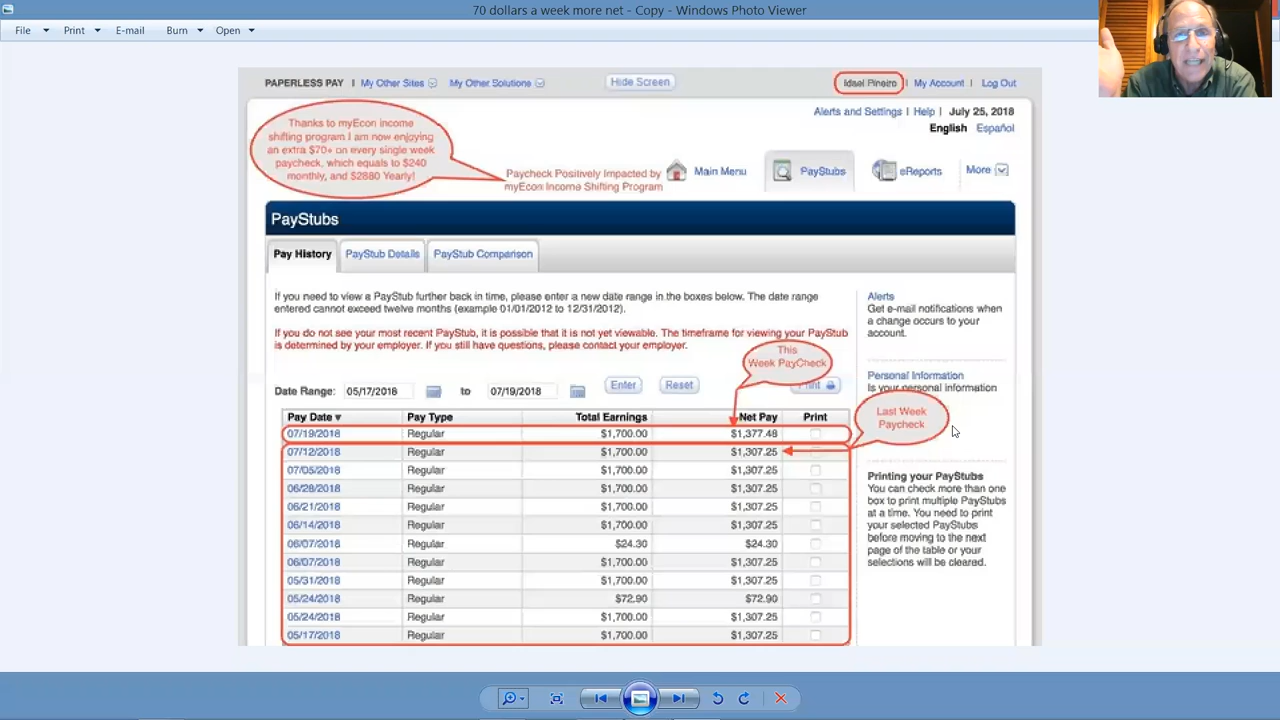 70 dollars a week more net - Copy - Windows Photo Viewer
File Print E-mail Burn Open
PAPERLESS PAY | My Other Sites My Other Solutions Hide Screen Idael Pineiro | My Account | Log Out
Alerts and Settings | Help | July 25, 2018
English Español
Thanks to myEcon income
shifting program I am now enjoying
an extra $70+ on every single week
paycheck, which equals to $240
monthly, and $2880 Yearly!
Paycheck Positively Impacted by
myEcon Income Shifting Program
Main Menu PayStubs eReports More
PayStubs
Pay History PayStub Details PayStub Comparison
If you need to view a PayStub further back in time, please enter a new date range in the boxes below. The date range
entered cannot exceed twelve months (example 01/01/2012 to 12/31/2012).
If you do not see your most recent PayStub, it is possible that it is not yet viewable. The timeframe for viewing your PayStub
is determined by your employer. If you still have questions, please contact your employer.
This
Week PayCheck
Date Range: 05/17/2018 to 07/19/2018 Enter Reset Print
Pay Date Pay Type Total Earnings Net Pay Print
07/19/2018 Regular $1,700.00 $1,377.48
07/12/2018 Regular $1,700.00 $1,307.25
07/05/2018 Regular $1,700.00 $1,307.25
06/28/2018 Regular $1,700.00 $1,307.25
06/21/2018 Regular $1,700.00 $1,307.25
06/14/2018 Regular $1,700.00 $1,307.25
06/07/2018 Regular $24.30 $24.30
06/07/2018 Regular $1,700.00 $1,307.25
05/31/2018 Regular $1,700.00 $1,307.25
05/24/2018 Regular $72.90 $72.90
05/24/2018 Regular $1,700.00 $1,307.25
05/17/2018 Regular $1,700.00 $1,307.25
Alerts
Get e-mail notifications when
a change occurs to your
account.
Personal Information
Is your personal information
Last Week
Paycheck
Printing your PayStubs
You can check more than one
box to print multiple PayStubs
at a time. You need to print
your selected PayStubs
before moving to the next
page of the table or your
selections will be cleared.